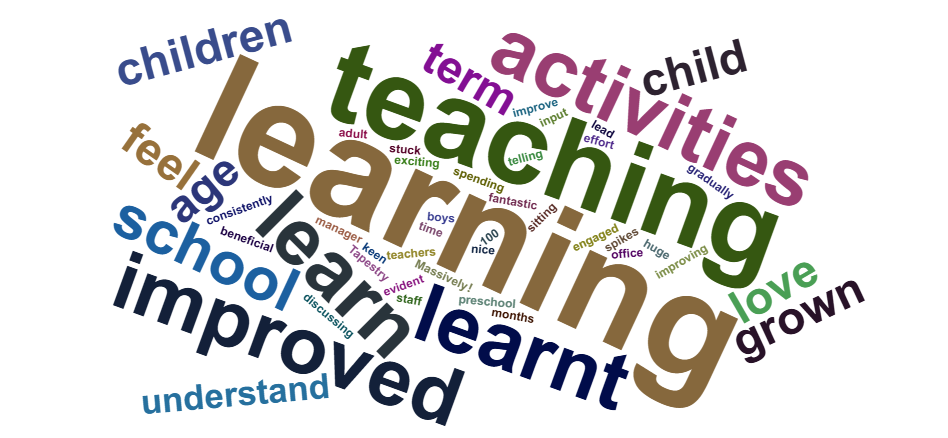 children
learning
teaching
term
activities
child
improve
input
lead
effort
adult
stuck
exciting
telling
spending
fantastic
gradually
feel
age
consistently
beneficial
school
learn
manager
keen
Tapestry
boys
time
teachers
100
nice
sitting
engaged
spikes
office
huge
improving
Massively!
evident
staff
preschool
months
discussing
improved
learnt
love
grown
understand